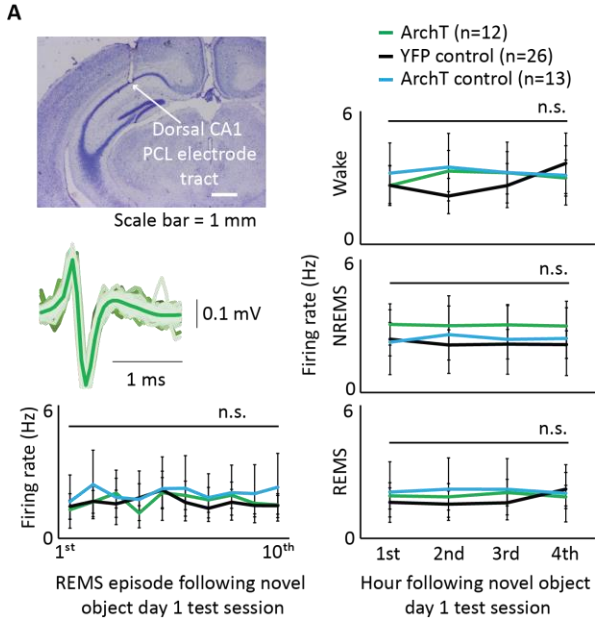 A
Dorsal CA1
PCL electrode
tract
Scale bar = 1 mm
0.1 mV
1 ms
Firing rate (Hz)
6
0
n.s.
1st
10th
REMS episode following novel
object day 1 test session
ArchT (n=12)
YFP control (n=26)
ArchT control (n=13)
Firing rate (Hz)
Wake
6
0
n.s.
NREMS
6
0
n.s.
REMS
6
0
n.s.
1st 2nd 3rd 4th
Hour following novel object
day 1 test session